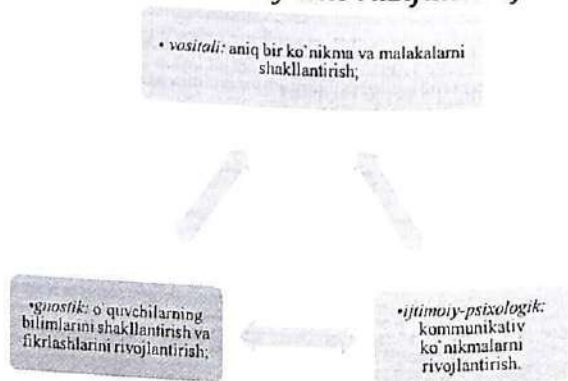 • vositali: aniq bir ko`nikma va malakalarni
shakllantirish;
•gnostik: o`quvchilarning
bilimlarini shakllantirish va
fikrlashlarini rivojlantirish;
•ijtimoiy-psixologik:
kommunikativ
ko`nikmalarni
rivojlantirish.